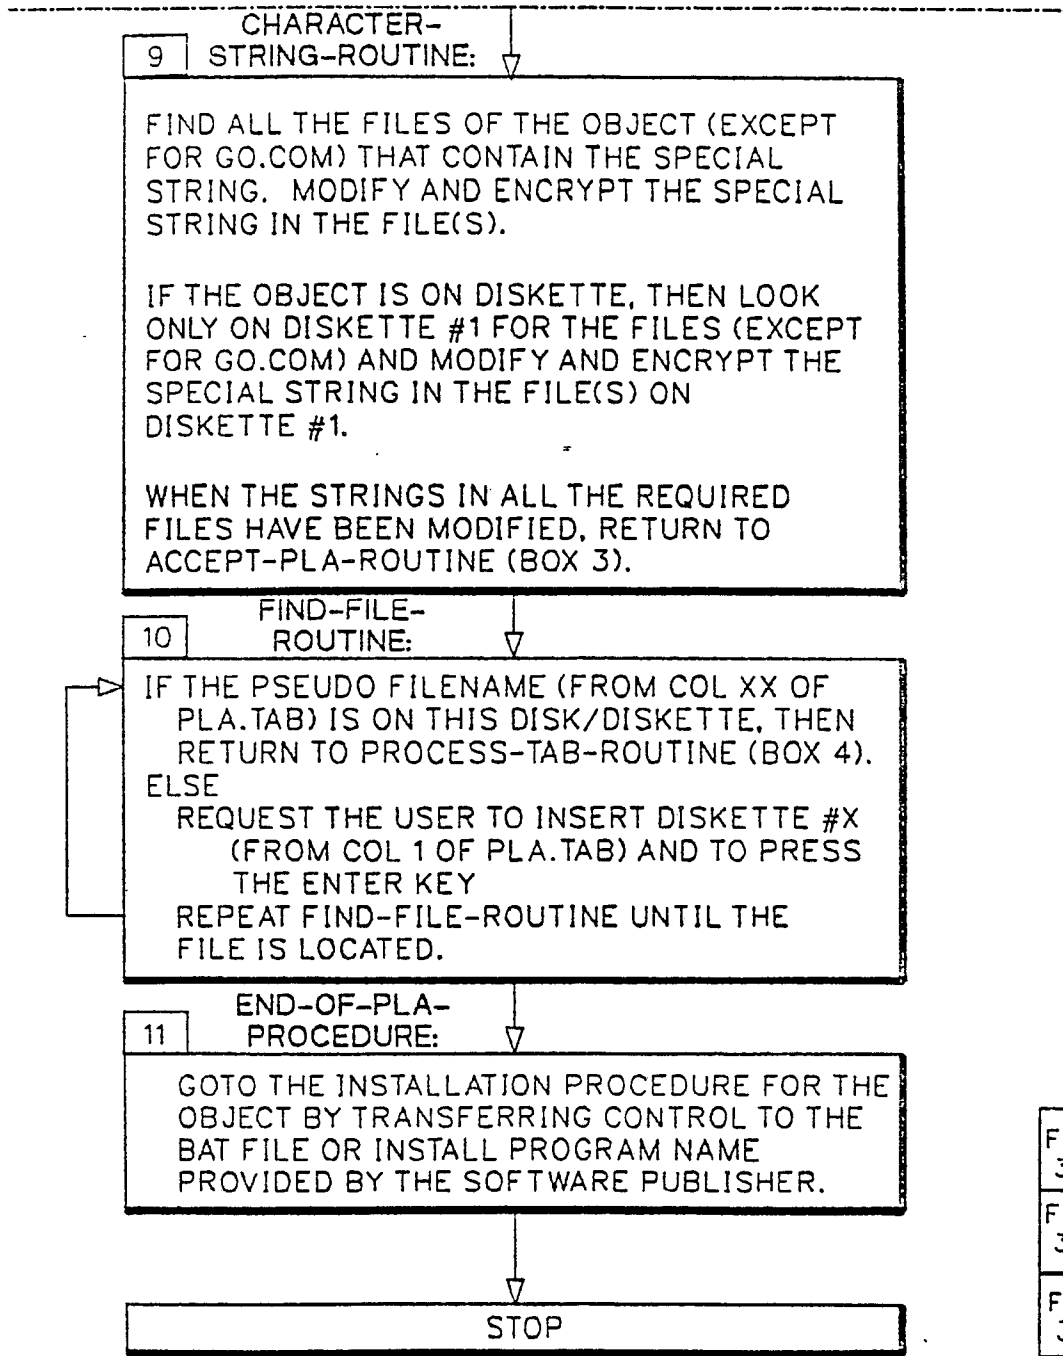 CHARACTER-
9 STRING-ROUTINE:
FIND ALL THE FILES OF THE OBJECT (EXCEPT
FOR GO.COM) THAT CONTAIN THE SPECIAL
STRING. MODIFY AND ENCRYPT THE SPECIAL
STRING IN THE FILE(S).
IF THE OBJECT IS ON DISKETTE, THEN LOOK
ONLY ON DISKETTE #1 FOR THE FILES (EXCEPT
FOR GO.COM) AND MODIFY AND ENCRYPT THE
SPECIAL STRING IN THE FILE(S) ON
DISKETTE #1.
WHEN THE STRINGS IN ALL THE REQUIRED
FILES HAVE BEEN MODIFIED, RETURN TO
ACCEPT-PLA-ROUTINE (BOX 3).
FIND-FILE-
10 ROUTINE:
IF THE PSEUDO FILENAME (FROM COL XX OF
PLA.TAB) IS ON THIS DISK/DISKETTE, THEN
RETURN TO PROCESS-TAB-ROUTINE (BOX 4).
ELSE
REQUEST THE USER TO INSERT DISKETTE #X
(FROM COL 1 OF PLA.TAB) AND TO PRESS
THE ENTER KEY
REPEAT FIND-FILE-ROUTINE UNTIL THE
FILE IS LOCATED.
END-OF-PLA-
11 PROCEDURE:
GOTO THE INSTALLATION PROCEDURE FOR THE
OBJECT BY TRANSFERRING CONTROL TO THE
BAT FILE OR INSTALL PROGRAM NAME
PROVIDED BY THE SOFTWARE PUBLISHER.
STOP
F
F
F